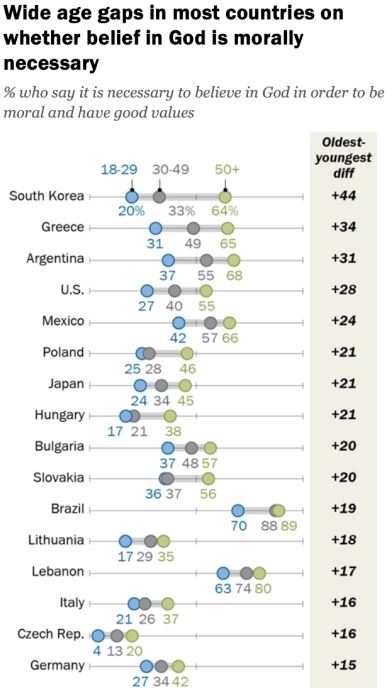 Wide age gaps in most countries on
whether belief in God is morally
necessary
% who say it is necessary to believe in God in order to be
moral and have good values
Oldest-
youngest
diff
18-29 30-49 50+
South Korea 20% 33% 64% +44
Greece 31 49 65 +34
Argentina 37 55 68 +31
U.S. 27 40 55 +28
Mexico 42 57 66 +24
Poland 25 28 46 +21
Japan 24 34 45 +21
Hungary 17 21 38 +21
Bulgaria 37 48 57 +20
Slovakia 36 37 56 +20
Brazil 70 88 89 +19
Lithuania 17 29 35 +18
Lebanon 63 74 80 +17
Italy 21 26 37 +16
Czech Rep. 4 13 20 +16
Germany 27 34 42 +15